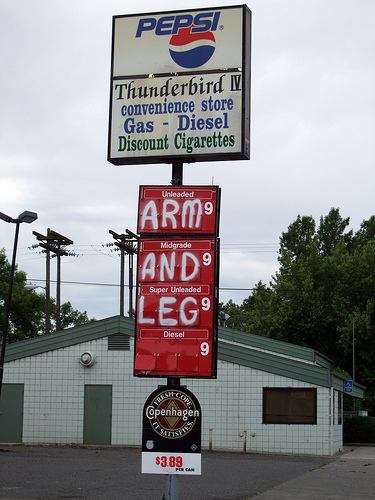 PEPSI®
Thunderbird IV
convenience store
Gas - Diesel
Discount Cigarettes
Unleaded
ARM 9
Midgrade
AND 9
Super Unleaded
LEG 9
Diesel
9
FRESH COPE
Copenhagen
IT SATISFIES.
$3.89
PER CAN